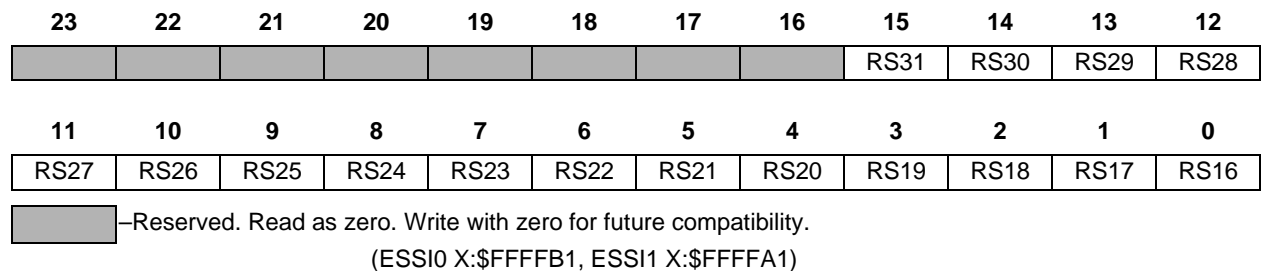 23 22 21 20 19 18 17 16 15 14 13 12
RS31 RS30 RS29 RS28
11 10 9 8 7 6 5 4 3 2 1 0
RS27 RS26 RS25 RS24 RS23 RS22 RS21 RS20 RS19 RS18 RS17 RS16
–Reserved. Read as zero. Write with zero for future compatibility.
(ESSI0 X:$FFFFB1, ESSI1 X:$FFFFA1)